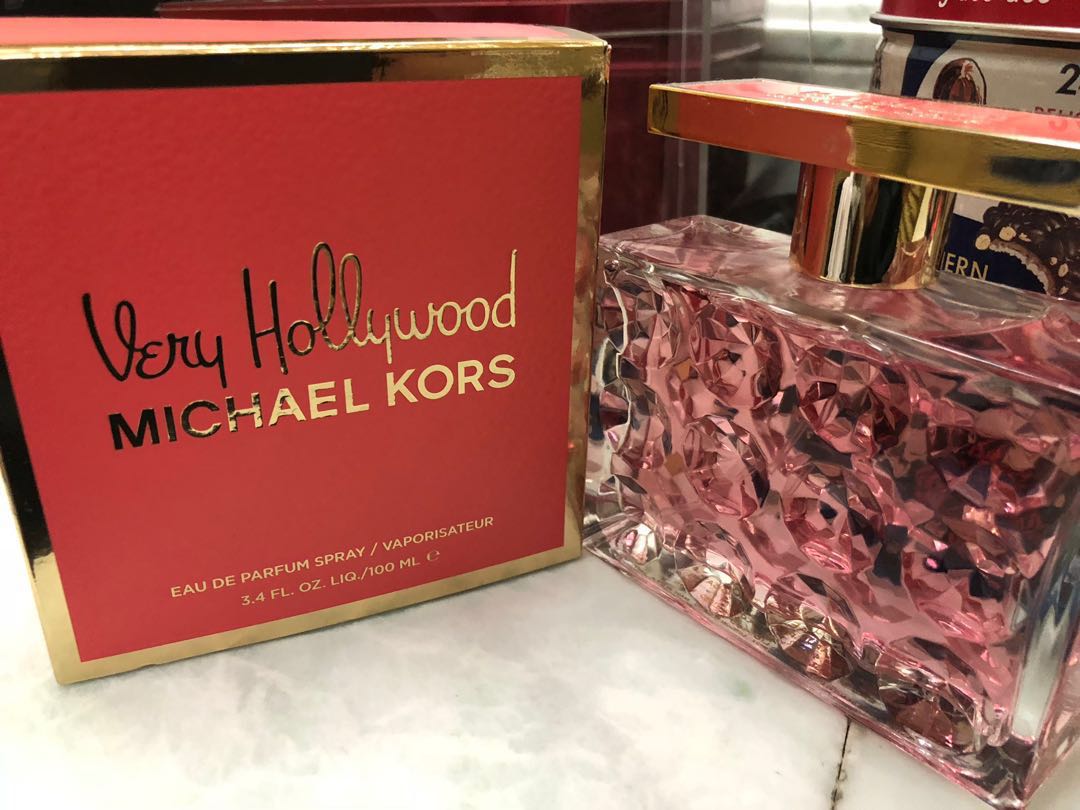 Very Hollywood
MICHAEL KORS
EAU DE PARFUM SPRAY / VAPORISATEUR
3.4 FL. OZ. LIQ./100 ML ℮